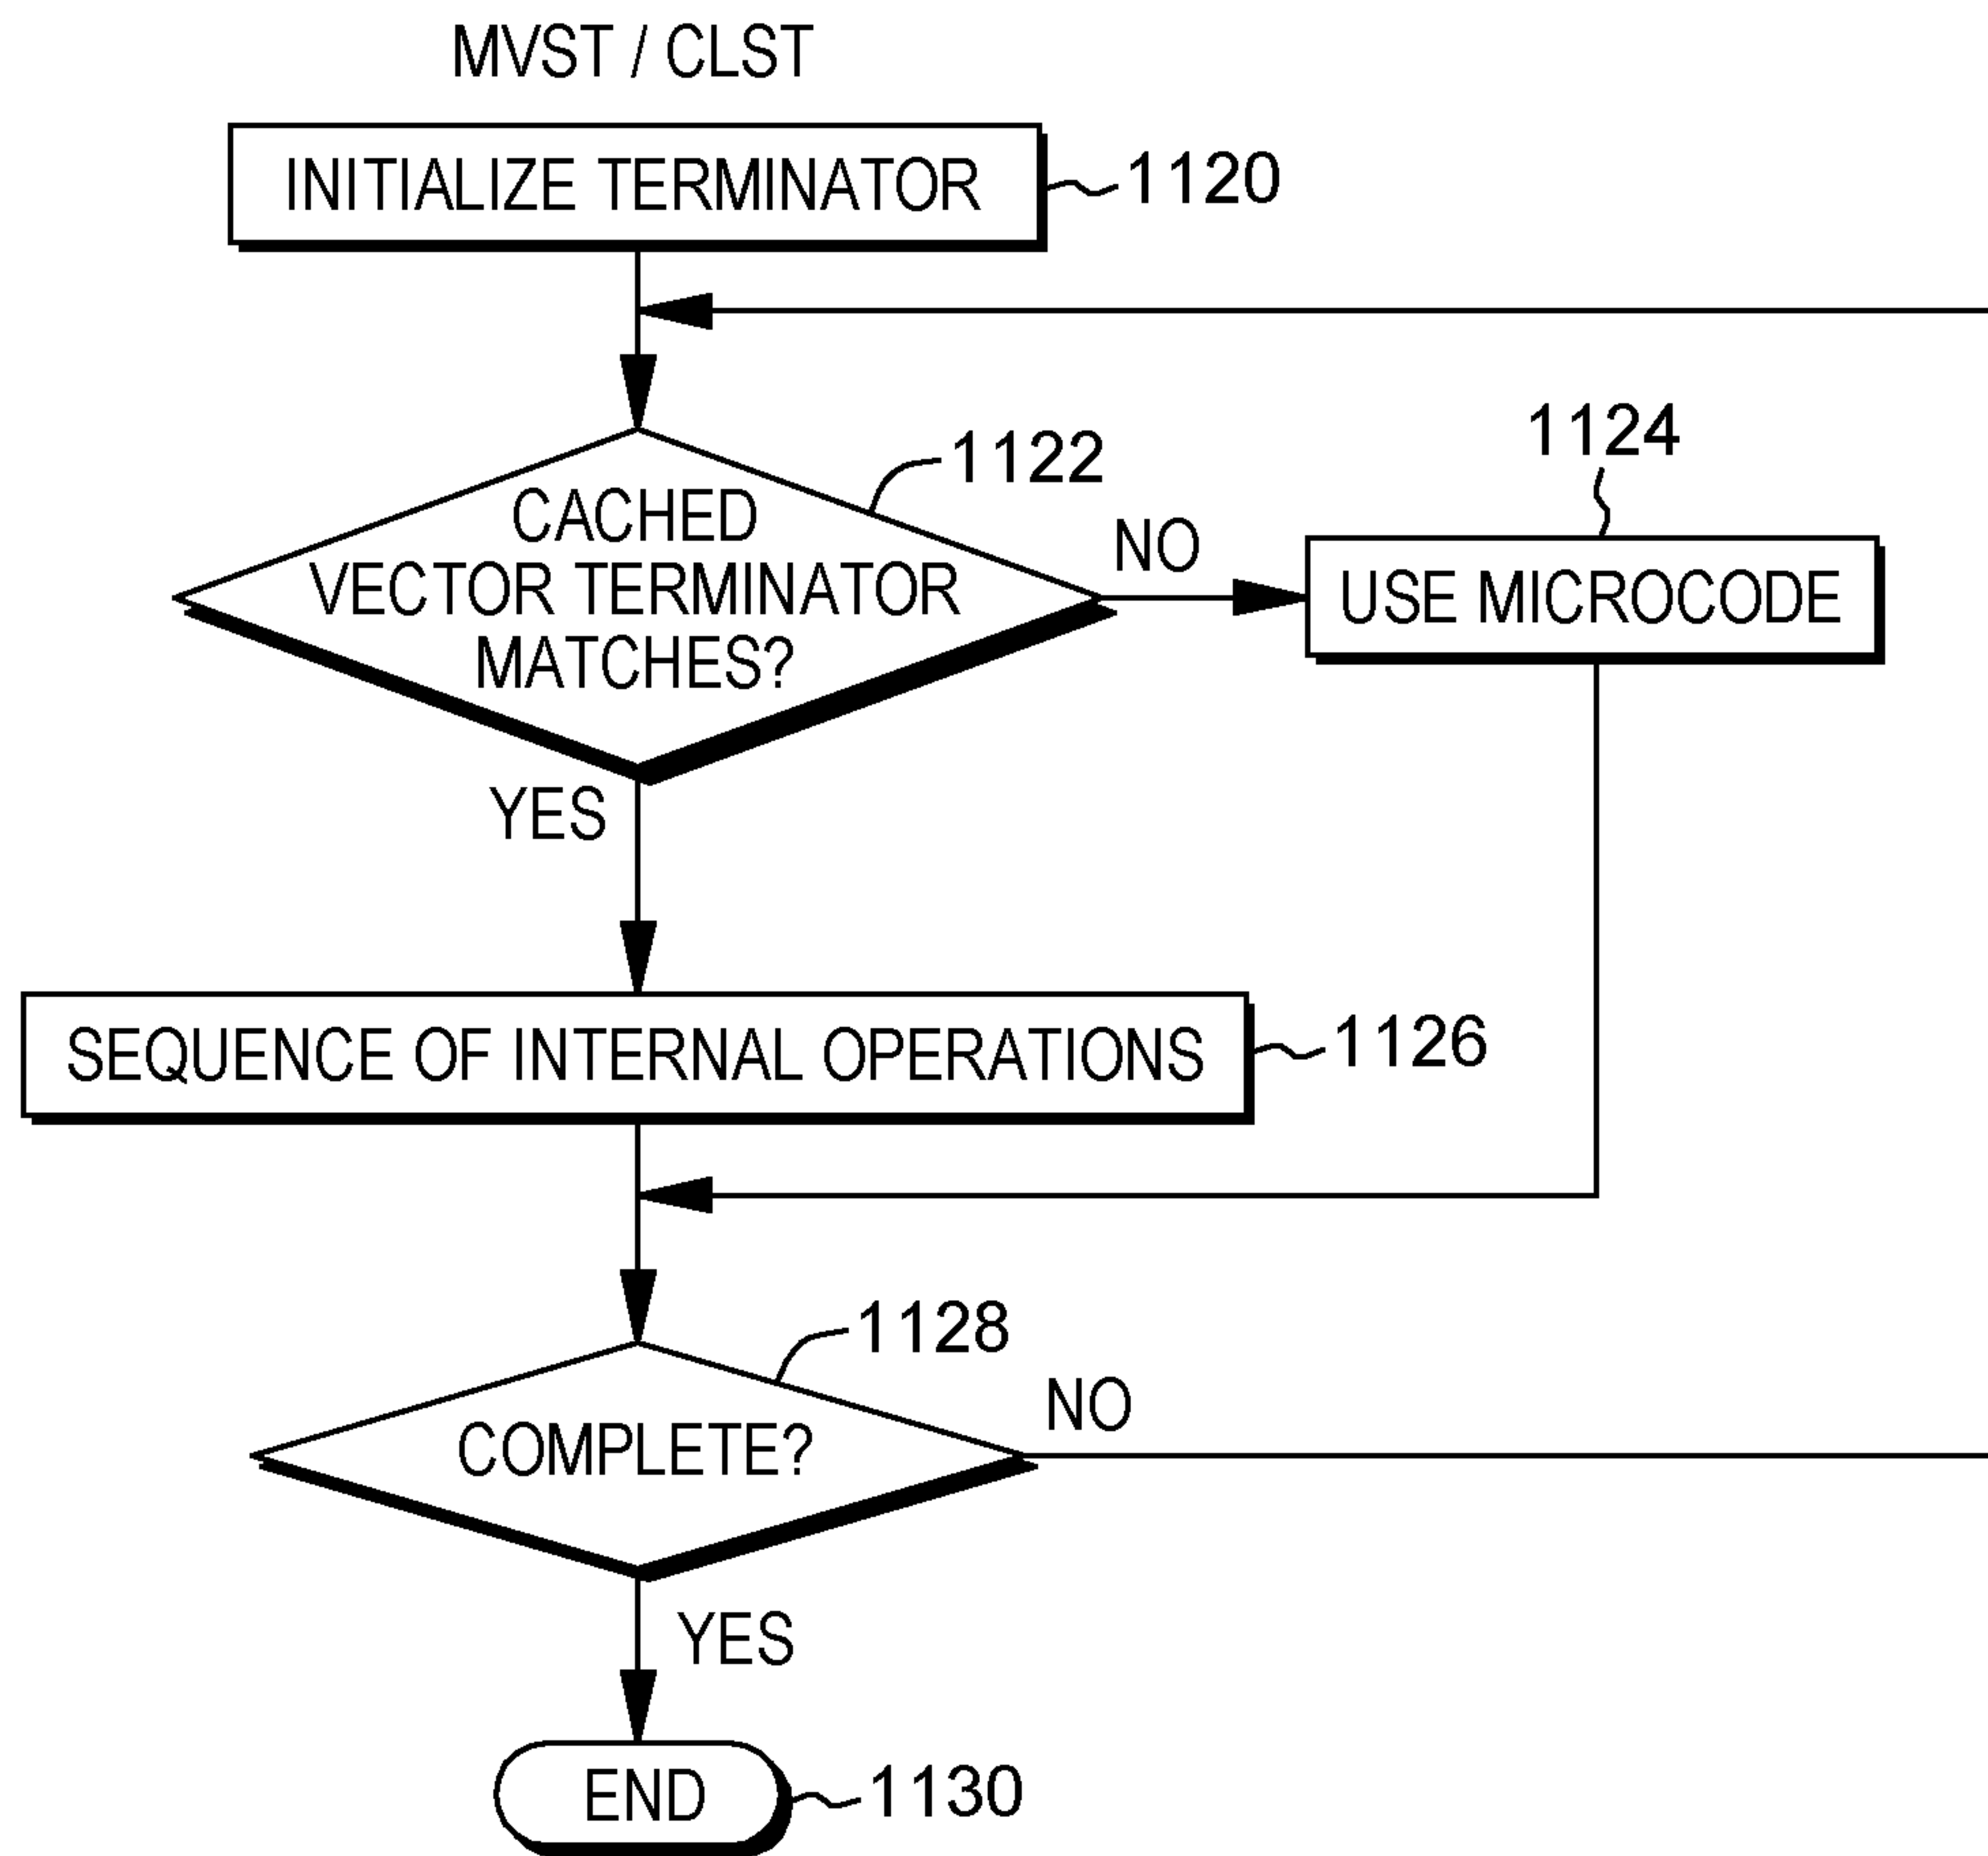 MVST / CLST
INITIALIZE TERMINATOR
1120
1122
1124
CACHED
VECTOR TERMINATOR
MATCHES?
NO
USE MICROCODE
YES
SEQUENCE OF INTERNAL OPERATIONS
1126
1128
COMPLETE?
NO
YES
END
1130